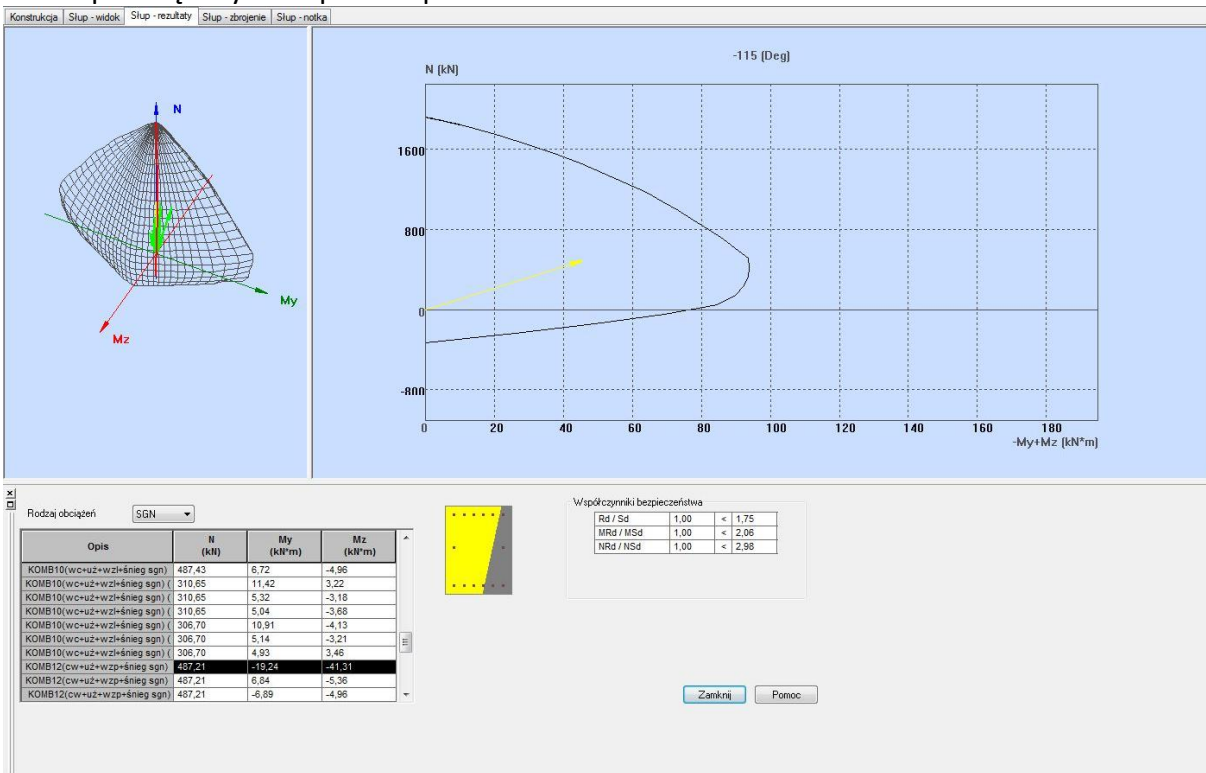 Konstrukcja Słup - widok Słup - rezultaty Słup - zbrojenie Słup - notka
-115 (Deg)
N (kN)
1600
800
0
-800
0 20 40 60 80 100 120 140 160 180
-My+Mz (kN*m)
N
My
Mz
Rodzaj obciążeń SGN
Opis N (kN) My (kN*m) Mz (kN*m)
KOMB10(wc+uż+wzl+śnieg sgn) 487,43 6,72 -4,96
KOMB10(wc+uż+wzl+śnieg sgn) ( 310,65 11,42 3,22
KOMB10(wc+uż+wzl+śnieg sgn) ( 310,65 5,32 -3,18
KOMB10(wc+uż+wzl+śnieg sgn) ( 310,65 5,04 -3,68
KOMB10(wc+uż+wzl+śnieg sgn) ( 306,70 10,91 -4,13
KOMB10(wc+uż+wzl+śnieg sgn) ( 306,70 5,14 -3,21
KOMB10(wc+uż+wzl+śnieg sgn) ( 306,70 4,93 3,46
KOMB12(cw+uż+wzp+śnieg sgn) 487,21 -19,24 -41,31
KOMB12(cw+uż+wzp+śnieg sgn) 487,21 6,84 -5,36
KOMB12(cw+uż+wzp+śnieg sgn) 487,21 -6,89 -4,96
Współczynniki bezpieczeństwa
Rd / Sd 1,00 < 1,75
MRd / MSd 1,00 < 2,06
NRd / NSd 1,00 < 2,98
Zamknij Pomoc